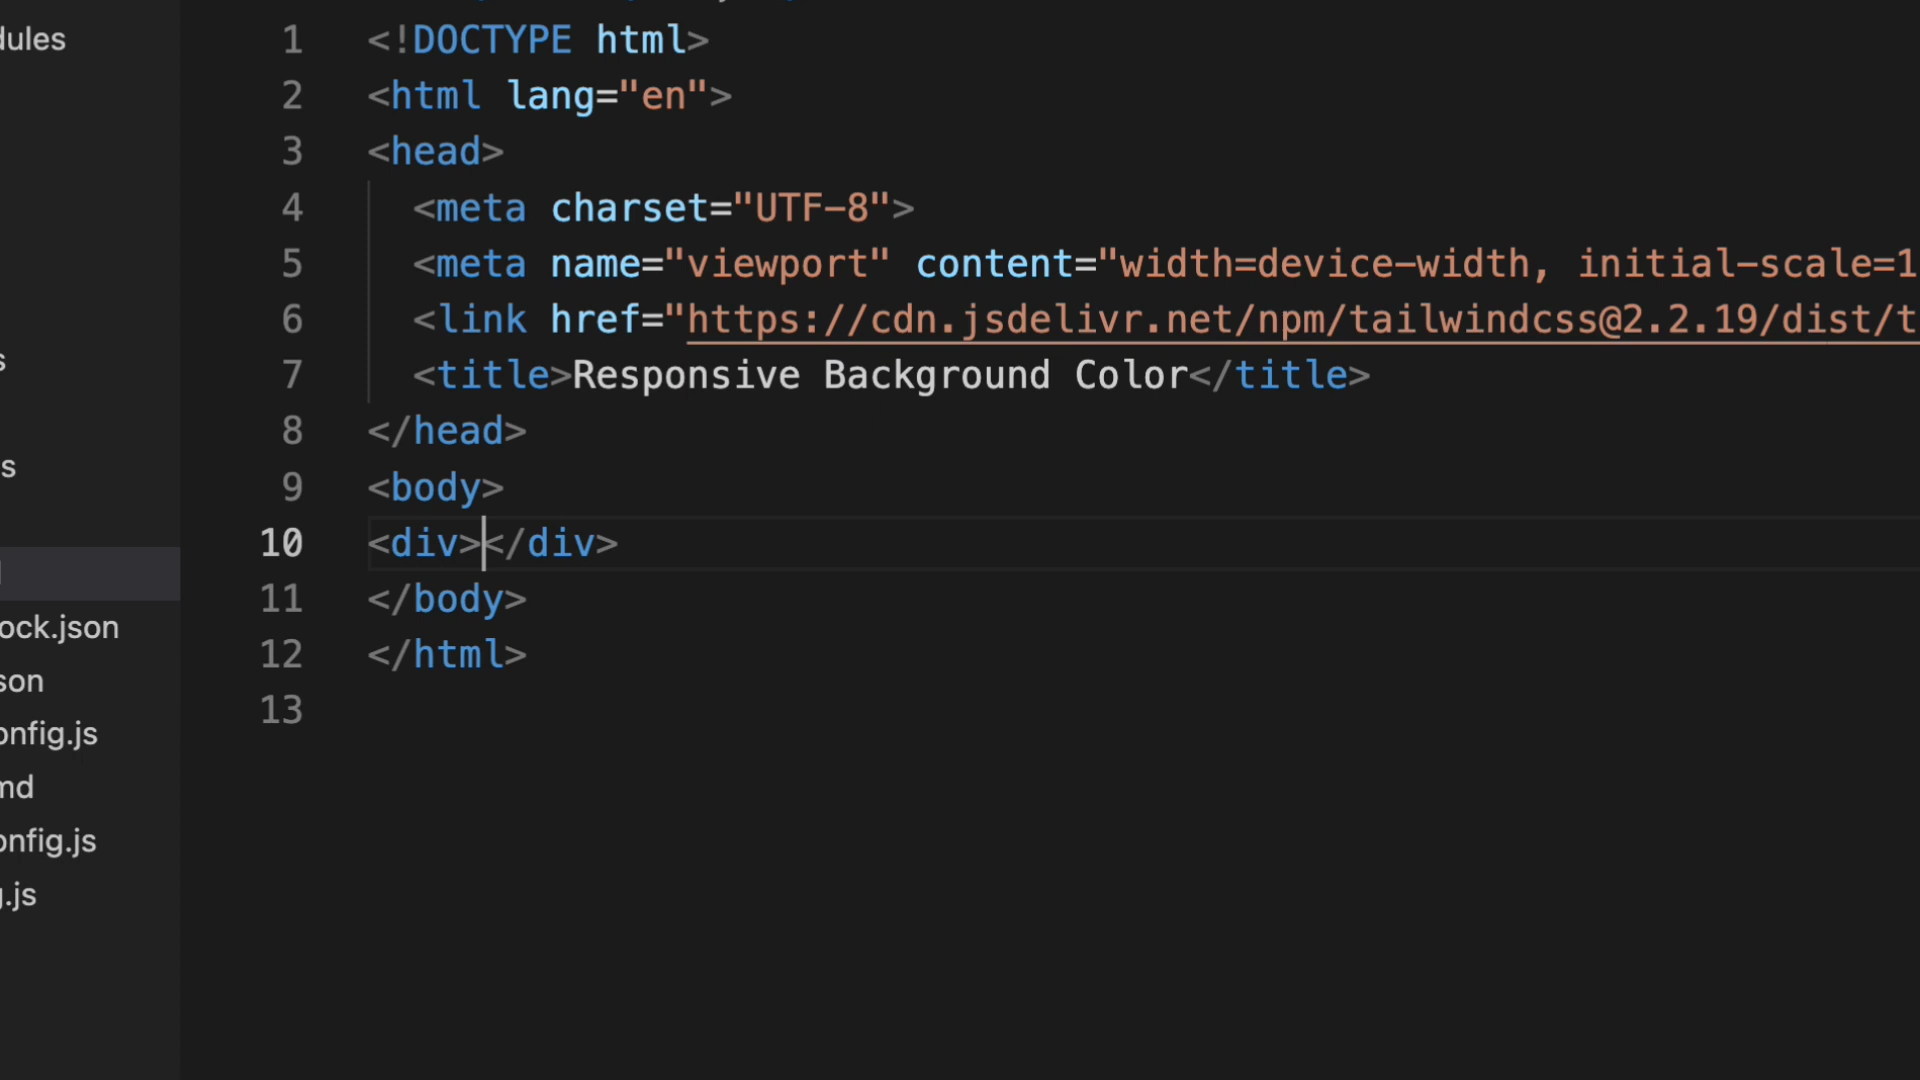 dules
s
s
ock.json
son
onfig.js
md
onfig.js
g.js
1 <!DOCTYPE html>
2 <html lang="en">
3 <head>
4 <meta charset="UTF-8">
5 <meta name="viewport" content="width=device-width, initial-scale=1
6 <link href="https://cdn.jsdelivr.net/npm/tailwindcss@2.2.19/dist/t
7 <title>Responsive Background Color</title>
8 </head>
9 <body>
10 <div></div>
11 </body>
12 </html>
13